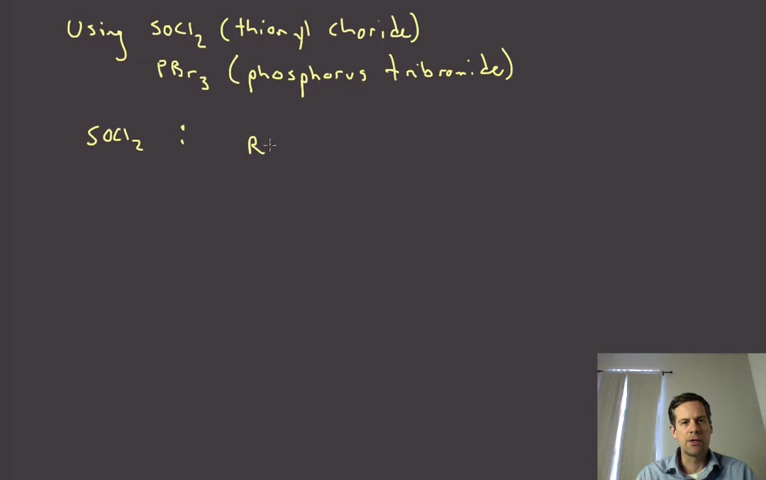 Using SOCl₂ (thionyl choride)
PBr₃ (phosphorus tribromide)
SOCl₂ : R-